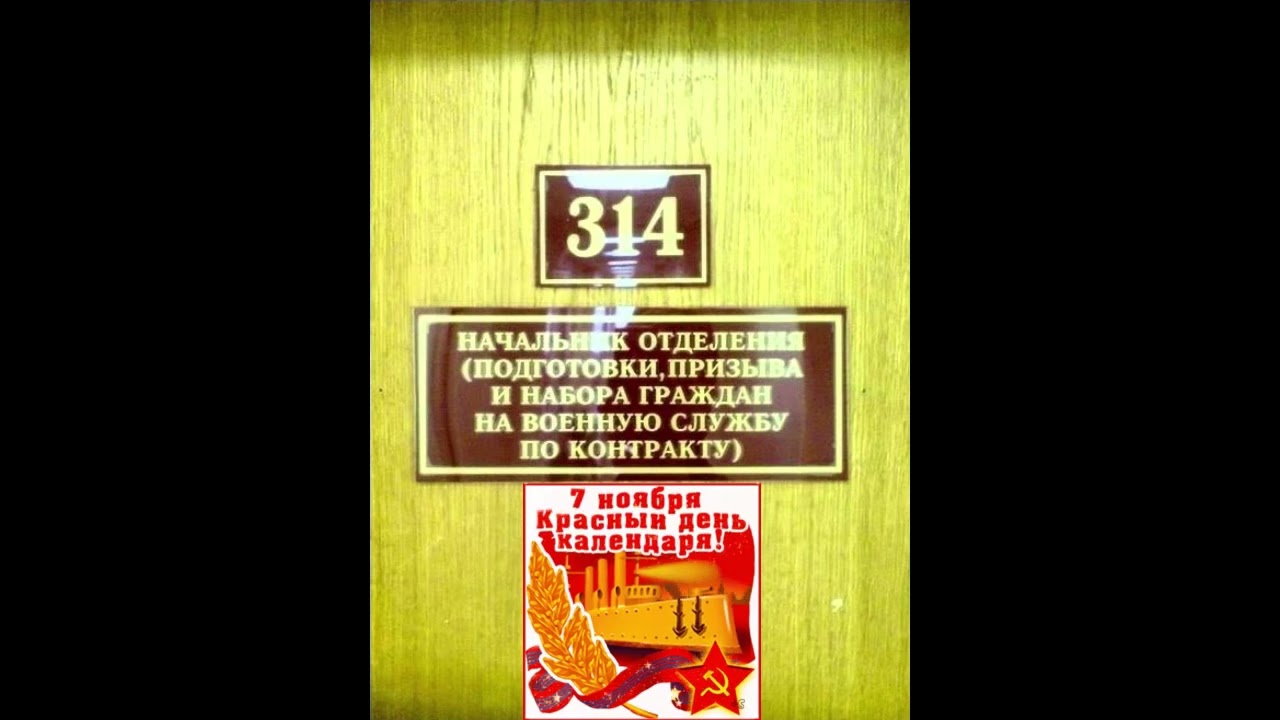 314
НАЧАЛЬНИК ОТДЕЛЕНИЯ
(ПОДГОТОВКИ, ПРИЗЫВА
И НАБОРА ГРАЖДАН
НА ВОЕННУЮ СЛУЖБУ
ПО КОНТРАКТУ)
7 ноября
Красный день
календаря!